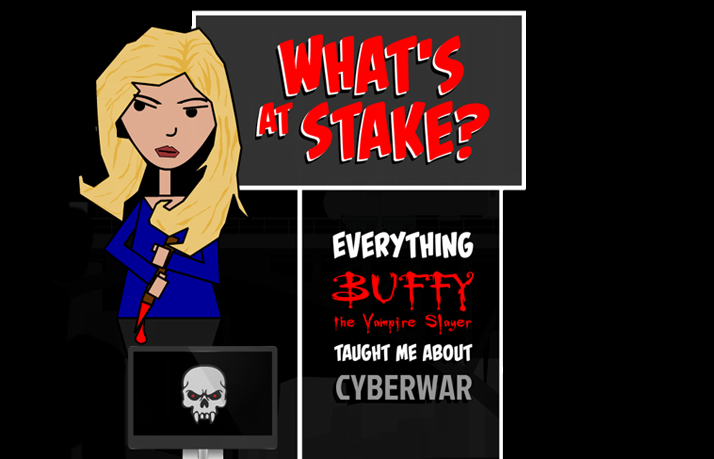 WHAT'S
AT STAKE?
EVERYTHING
BUFFY
the Vampire Slayer
TAUGHT ME ABOUT
CYBERWAR